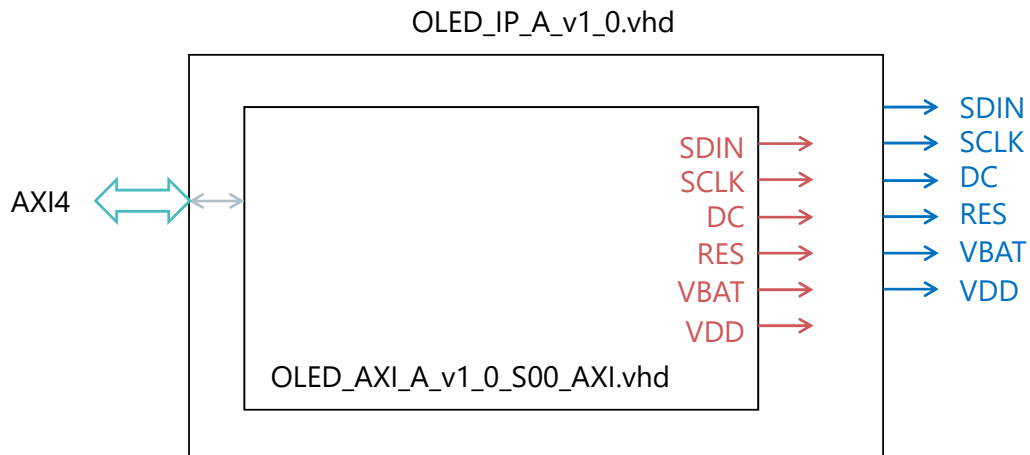 OLED_IP_A_v1_0.vhd
AXI4
SDIN
SCLK
DC
RES
VBAT
VDD
OLED_AXI_A_v1_0_S00_AXI.vhd
SDIN
SCLK
DC
RES
VBAT
VDD